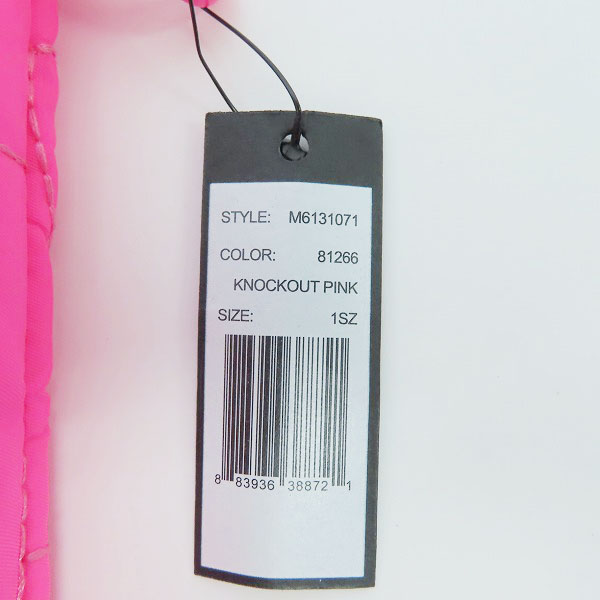 STYLE: M6131071
COLOR: 81266
KNOCKOUT PINK
SIZE: 1SZ
8 83936 38872 1